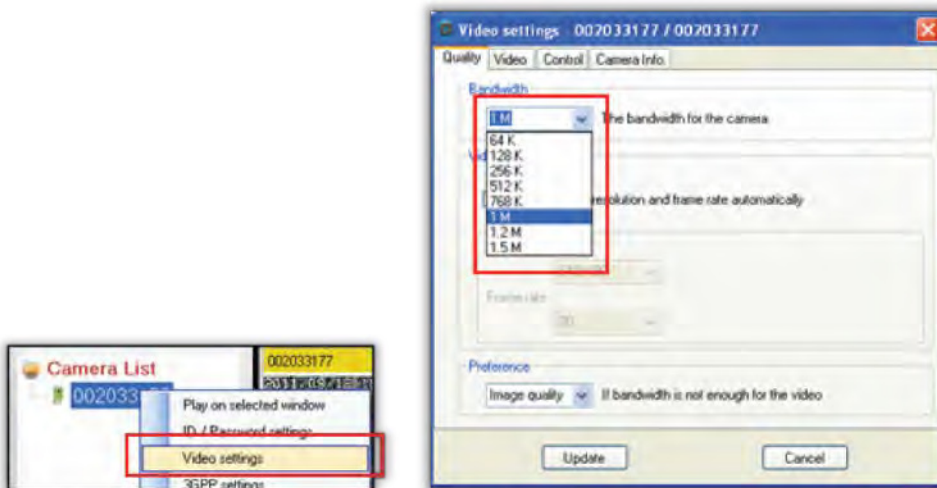 Video settings 002033177 / 002033177
Quality Video Control Camera Info.
Bandwidth
1 M The bandwidth for the camera
64 K
128 K
256 K
512 K
768 K
1 M
1.2 M
1.5 M
resolution and frame rate automatically
Frame rate
30
Preference
Image quality If bandwidth is not enough for the video
Update Cancel
Camera List
002033177
Play on selected window
ID / Password settings
Video settings
3GPP settings